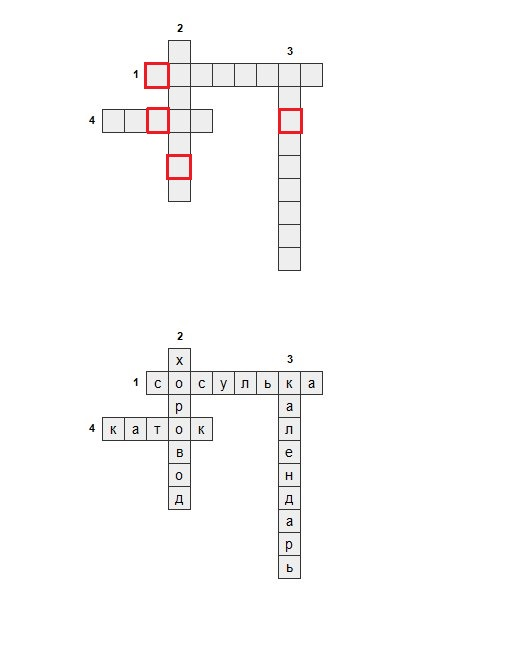 2
3
1
4
2
х
3
1 с о с у л ь к а
р а
4 к а т о к л
в е
о н
д д
а
р
ь